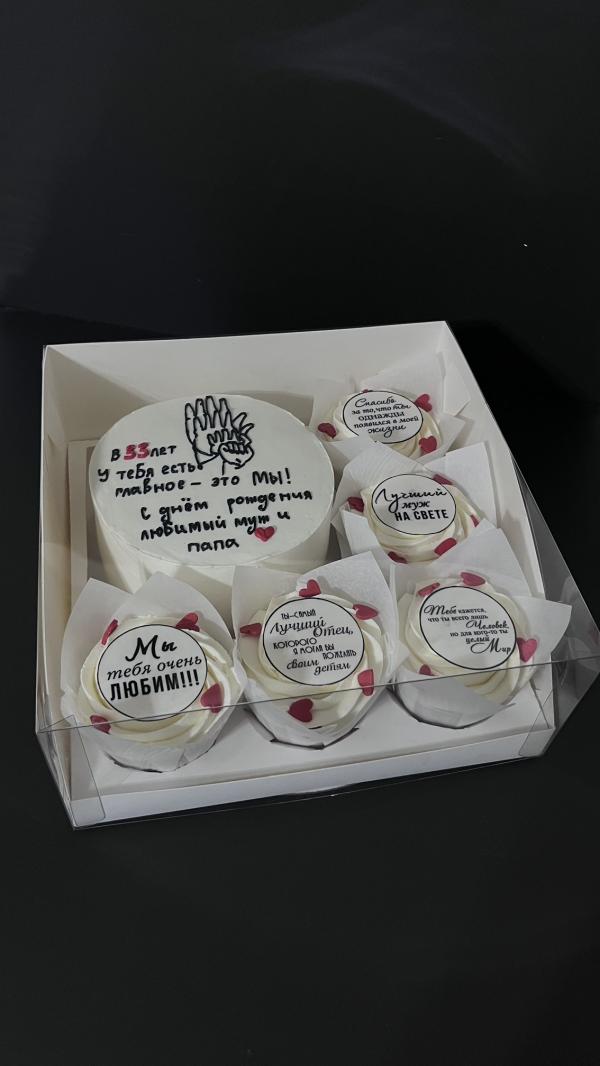 В 33 лет
у тебя есть
главное - это Мы!
С днём рождения
любимый муж и
папа
Спасибо
за то, что ты
однажды
появился в моей
жизни
Лучший
муж
НА СВЕТЕ
Мы
тебя очень
ЛЮБИМ!!!
ТЫ-САМЫЙ
Лучший
Отец,
КОТОРОГО
Я МОГЛА БЫ
ПОЖЕЛАТЬ
своим
детям
Тебе кажется,
что ты всего лишь
Человек,
но для кого-то ты
целый
Мир